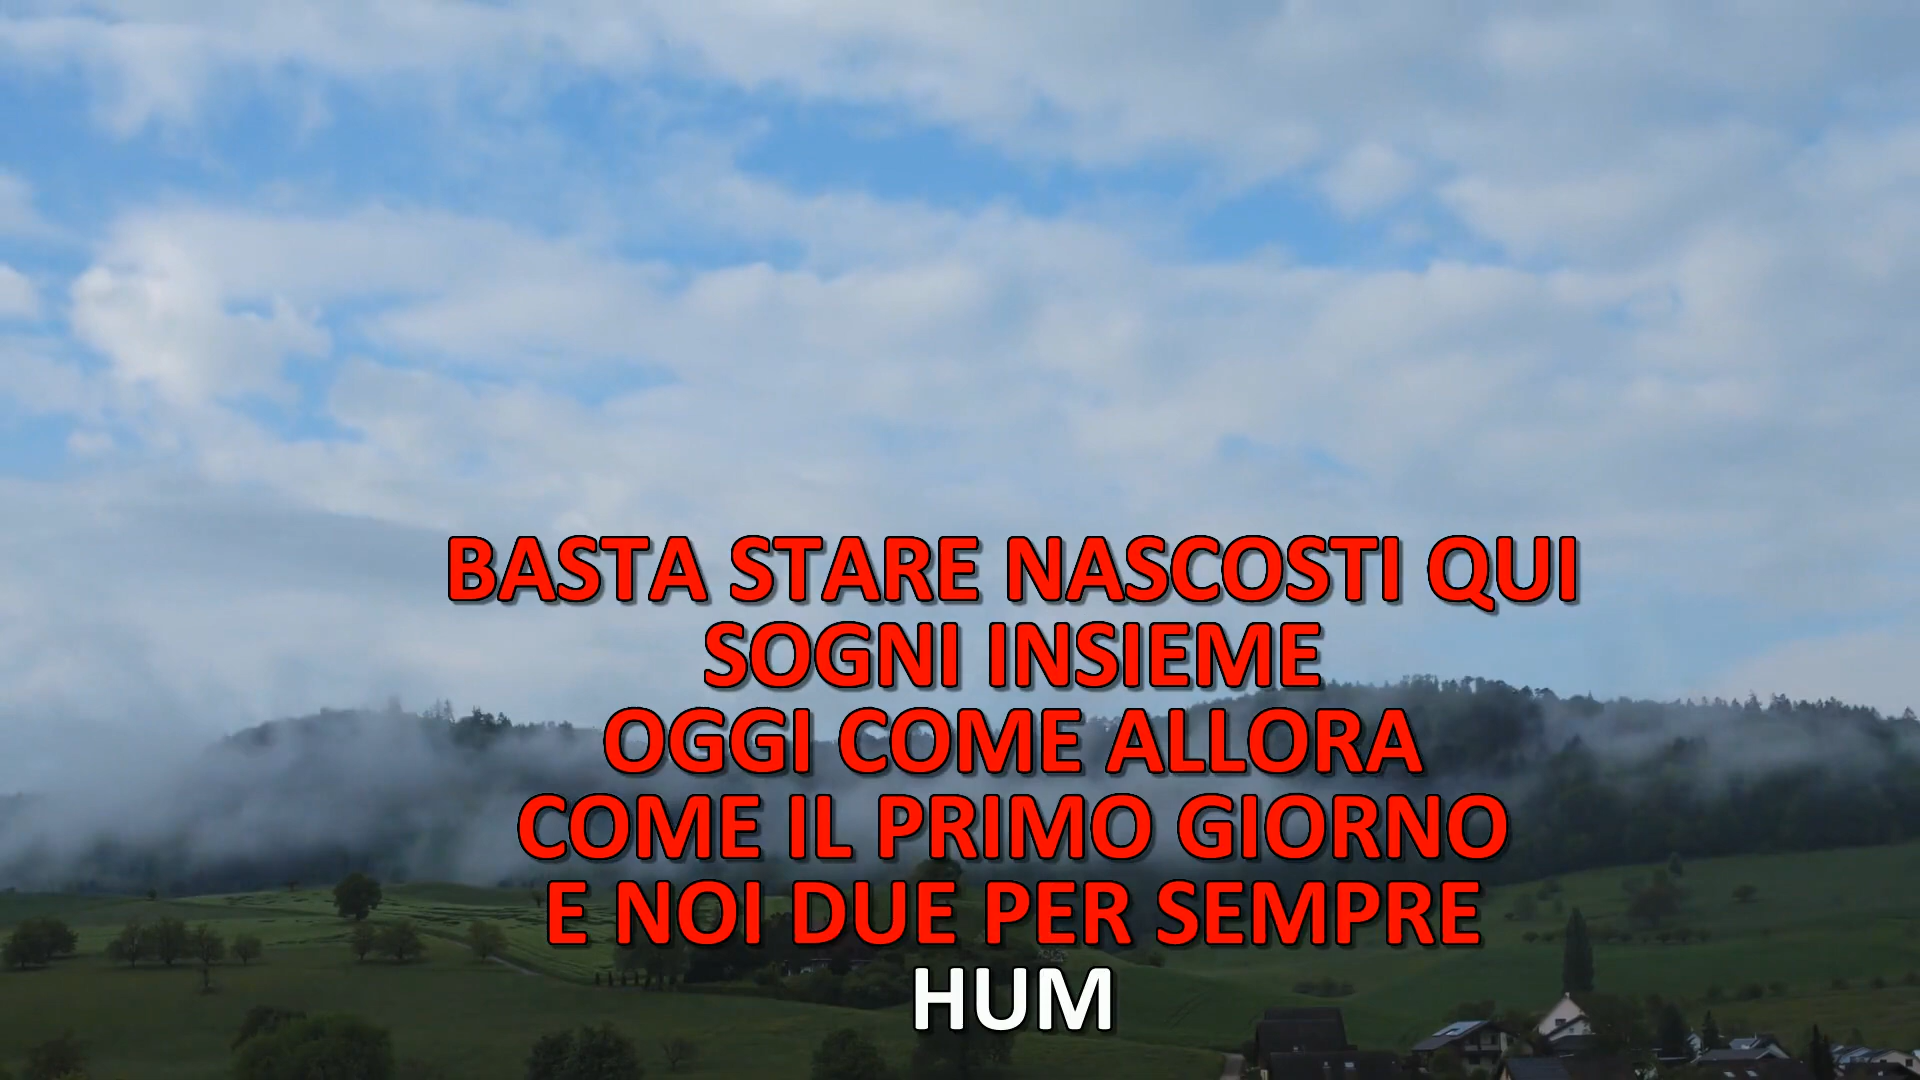 BASTA STARE NASCOSTI QUI
SOGNI INSIEME
OGGI COME ALLORA
COME IL PRIMO GIORNO
E NOI DUE PER SEMPRE
HUM